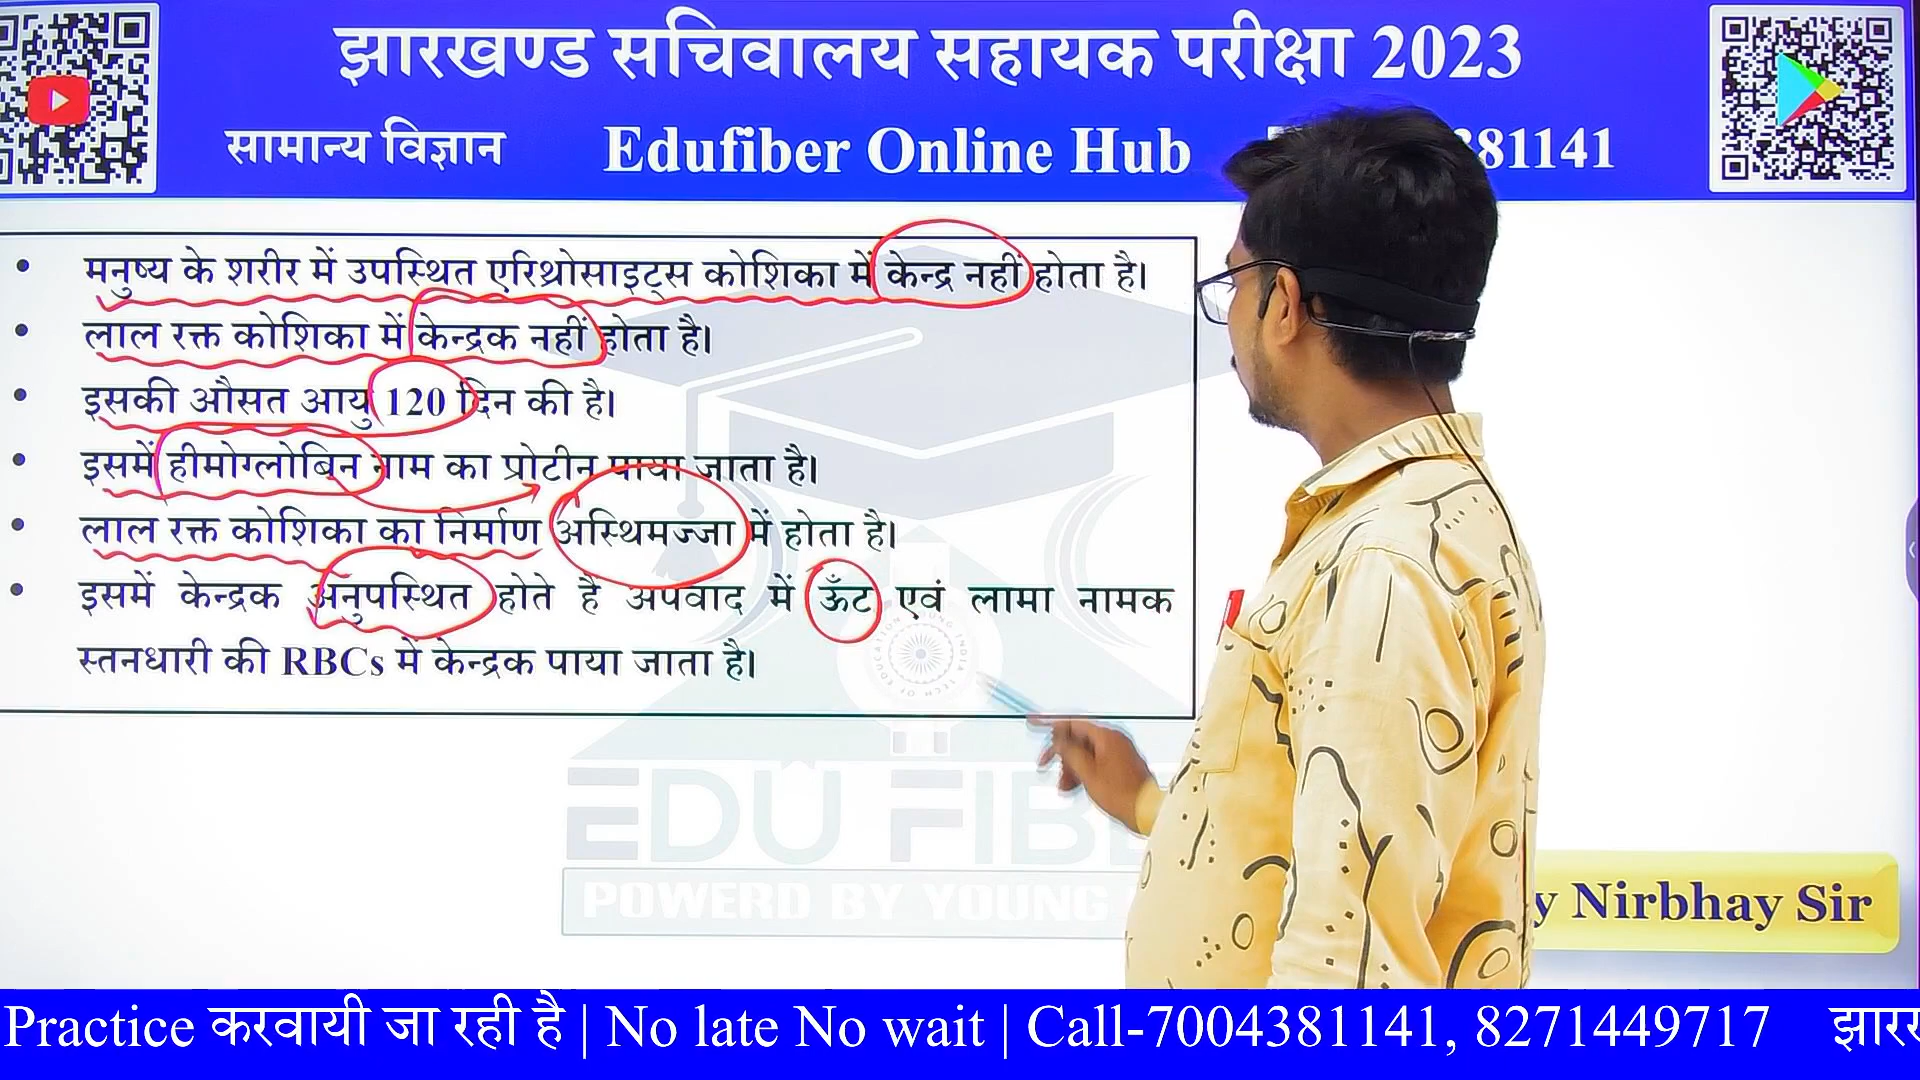 झारखण्ड सचिवालय सहायक परीक्षा 2023
सामान्य विज्ञान Edufiber Online Hub 381141
• मनुष्य के शरीर में उपस्थित एरिथ्रोसाइट्स कोशिका में केन्द्र नहीं होता है।
• लाल रक्त कोशिका में केन्द्रक नहीं होता है।
• इसकी औसत आयु 120 दिन की है।
• इसमें हीमोग्लोबिन नाम का प्रोटीन पाया जाता है।
• लाल रक्त कोशिका का निर्माण अस्थिमज्जा में होता है।
• इसमें केन्द्रक अनुपस्थित होते है अपवाद में ऊँट एवं लामा नामक
स्तनधारी की RBCs में केन्द्रक पाया जाता है।
EDU FIBE
POWERD BY YOUNG
y Nirbhay Sir
Practice करवायी जा रही है | No late No wait | Call-7004381141, 8271449717 झार